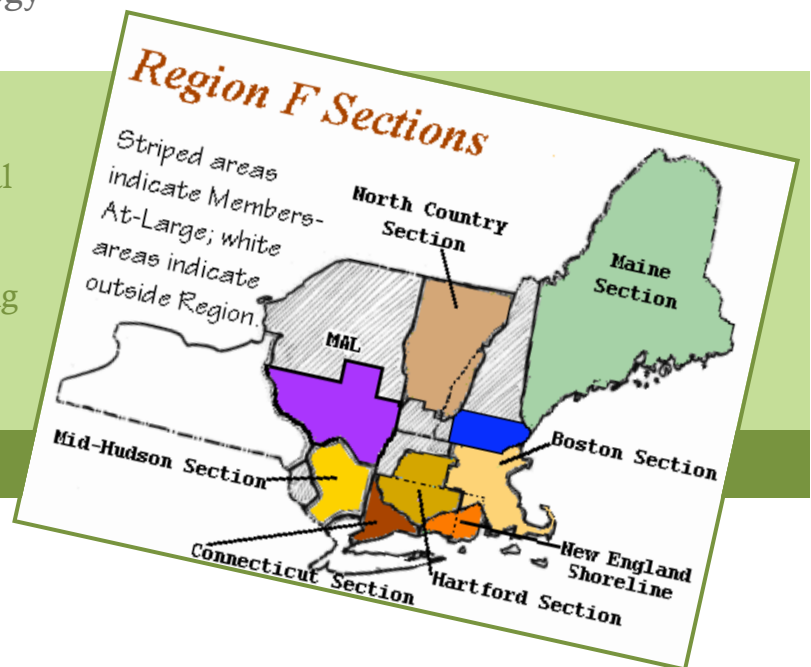 ogy
l
g
Region F Sections
Striped areas
indicate Members-
At-Large; white
areas indicate
outside Region.
North Country
Section
Maine
Section
MAL
Mid-Hudson Section
Boston Section
Connecticut Section
New England
Shoreline
Hartford Section